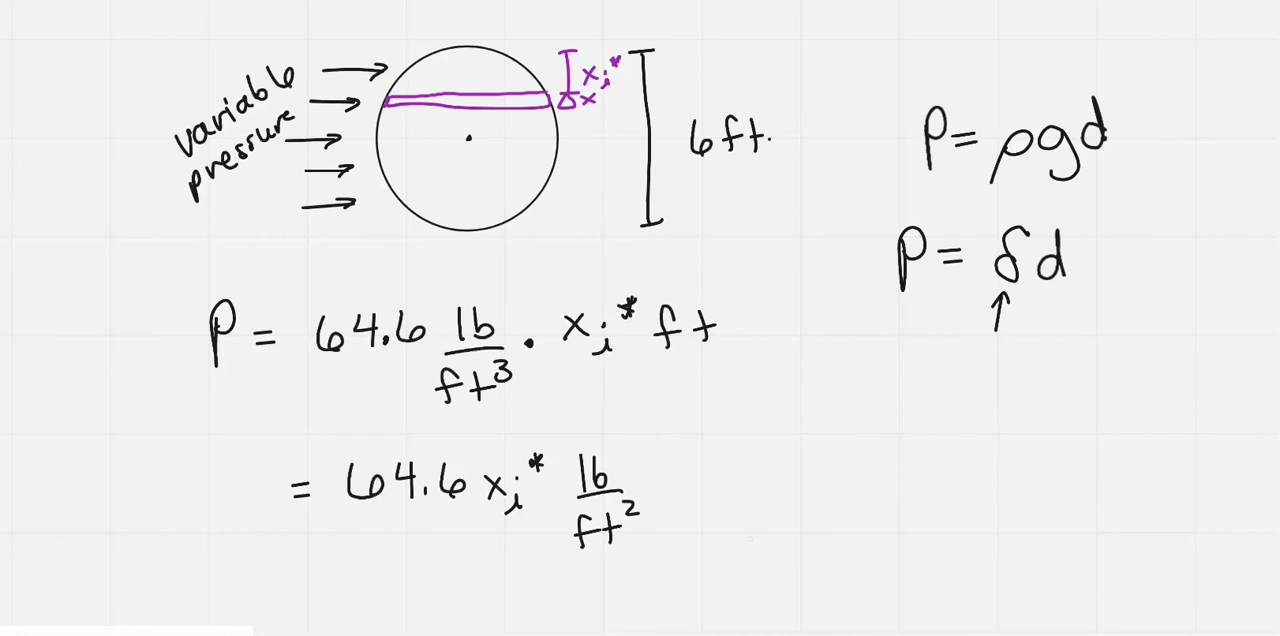 variable
pressure
xᵢ*
Δx
6 ft.
P = ρgd
P = δd
P = 64.6 lb/ft³ · xᵢ* ft
= 64.6 xᵢ* lb/ft²